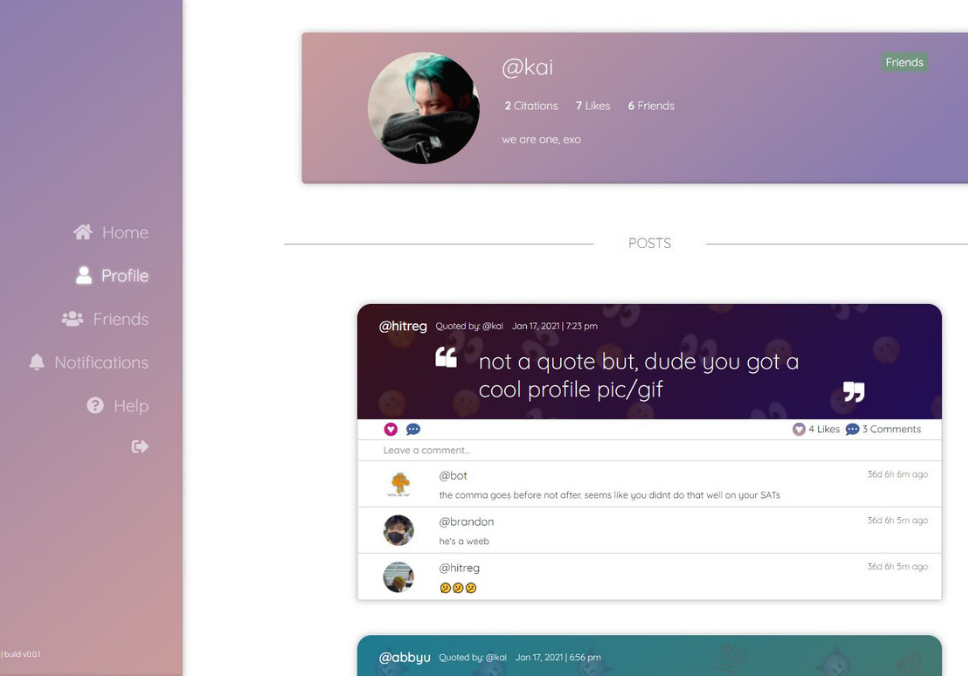 Home
Profile
Friends
Notifications
Help
| build v0.0.1
@kai
Friends
2 Citations 7 Likes 6 Friends
we are one, exo
POSTS
@hitreg Quoted by: @kai Jan 17, 2021 | 7:23 pm
not a quote but, dude you got a
cool profile pic/gif
4 Likes 3 Comments
Leave a comment...
@bot 36d 6h 6m ago
the comma goes before not after. seems like you didnt do that well on your SATs
@brandon 36d 6h 5m ago
he's a weeb
@hitreg 36d 6h 5m ago
@abbyu Quoted by: @kai Jan 17, 2021 | 6:56 pm